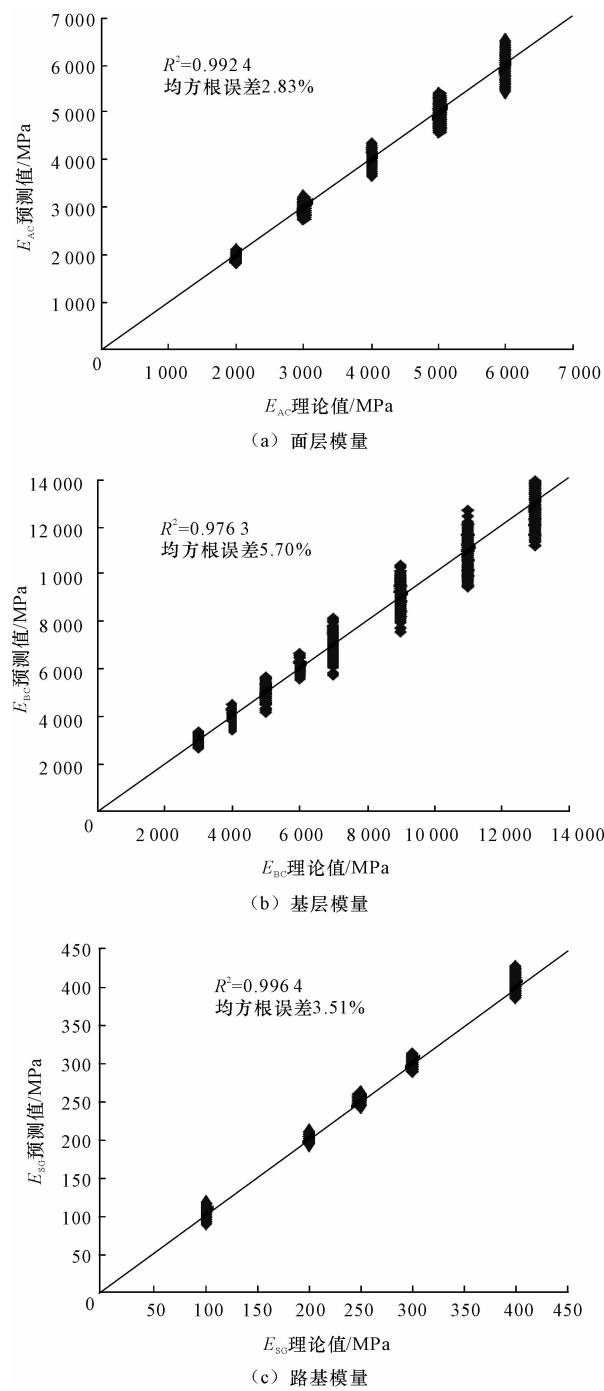 7 000
6 000
5 000
4 000
3 000
2 000
1 000
0
R²=0.992 4
均方根误差2.83%
E_AC预测值/MPa
1 000 2 000 3 000 4 000 5 000 6 000 7 000
E_AC理论值/MPa
(a) 面层模量
14 000
12 000
1 000
8 000
6 000
4 000
2 000
0
R²=0.976 3
均方根误差5.70%
E_BC预测值/MPa
2 000 4 000 6 000 8 000 10 000 12 000 14 000
E_BC理论值/MPa
(b) 基层模量
450
400
350
300
250
200
150
100
50
0
R²=0.996 4
均方根误差3.51%
E_SG预测值/MPa
50 100 150 200 250 300 350 400 450
E_SG理论值/MPa
(c) 路基模量